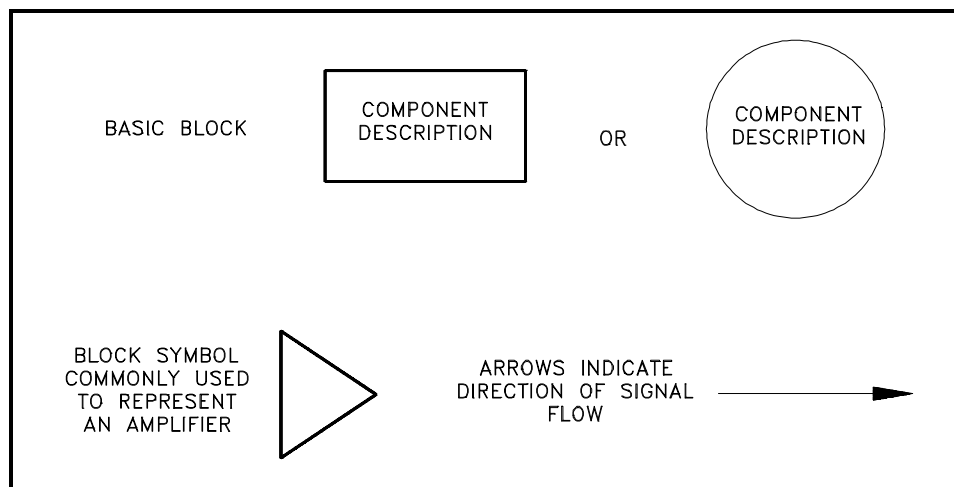 BASIC BLOCK
COMPONENT
DESCRIPTION
OR
COMPONENT
DESCRIPTION
BLOCK SYMBOL
COMMONLY USED
TO REPRESENT
AN AMPLIFIER
ARROWS INDICATE
DIRECTION OF SIGNAL
FLOW